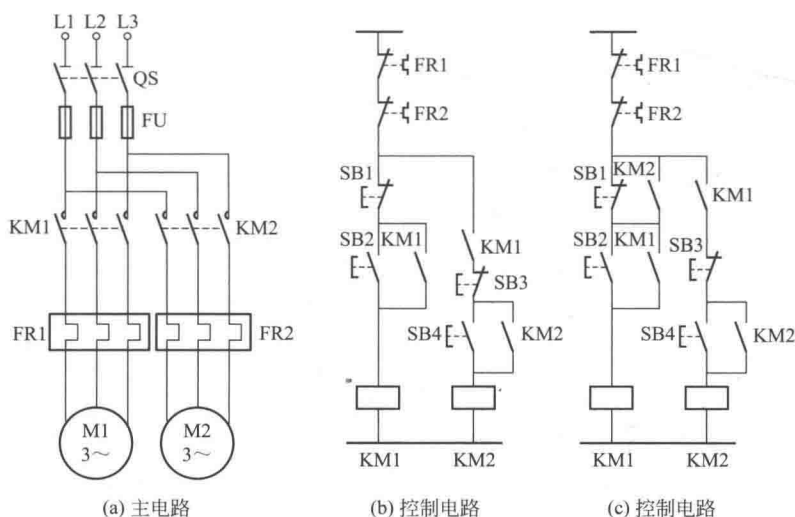 L1 L2 L3
QS
FU
KM1
KM2
FR1
FR2
M1
3～
M2
3～
(a) 主电路
FR1
FR2
SB1
SB2
KM1
KM1
SB3
SB4
KM2
KM1
KM2
(b) 控制电路
FR1
FR2
SB1
KM2
KM1
SB2
KM1
SB3
SB4
KM2
KM1
KM2
(c) 控制电路